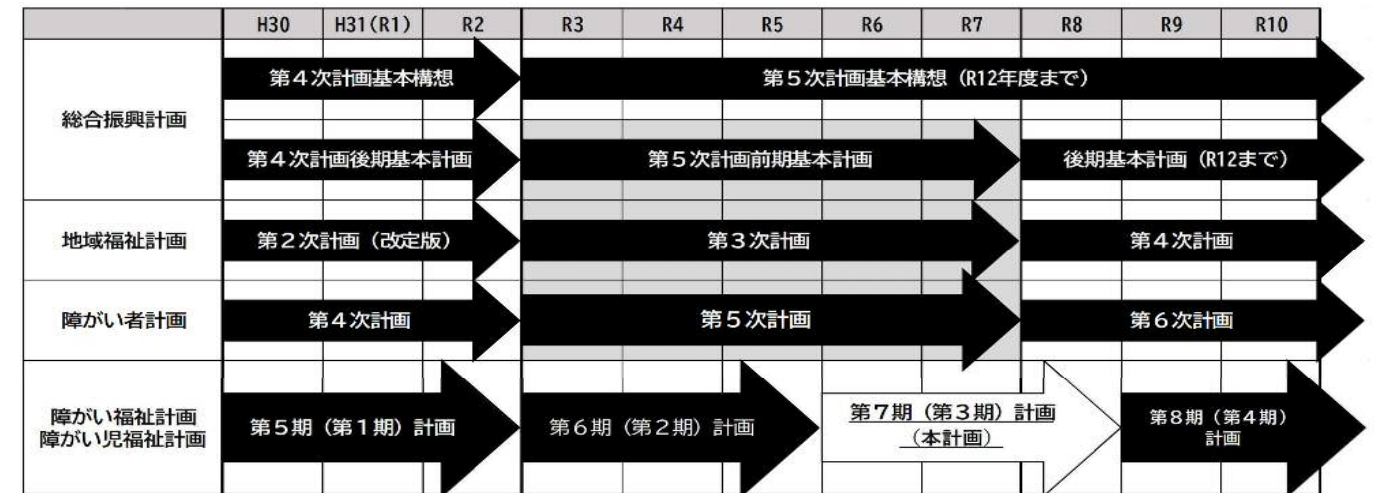 H30 H31(R1) R2 R3 R4 R5 R6 R7 R8 R9 R10
総合振興計画
第4次計画基本構想 第5次計画基本構想（R12年度まで）
第4次計画後期基本計画 第5次計画前期基本計画 後期基本計画（R12まで）
地域福祉計画 第2次計画（改定版） 第3次計画 第4次計画
障がい者計画 第4次計画 第5次計画 第6次計画
障がい福祉計画
障がい児福祉計画
第5期（第1期）計画 第6期（第2期）計画
第7期（第3期）計画
（本計画）
第8期（第4期）
計画